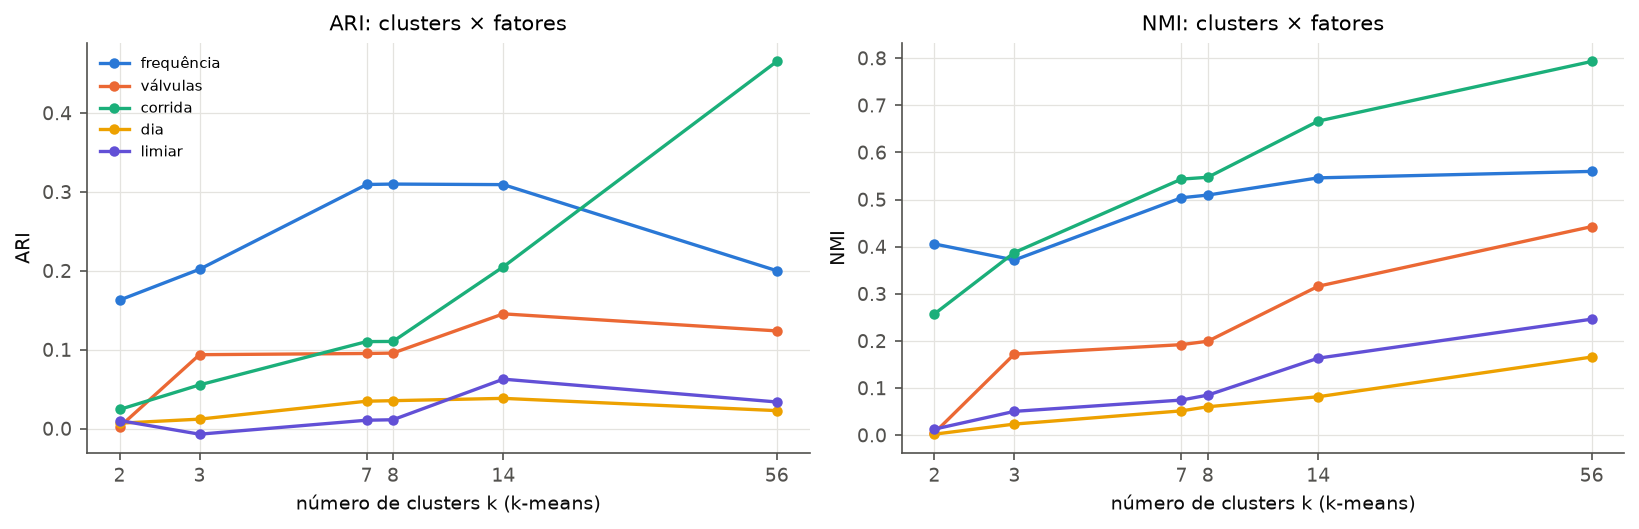 ARI: clusters × fatores
frequência
válvulas
corrida
dia
limiar
0.4
0.3
0.2
0.1
0.0
ARI
2 3 7 8 14 56
número de clusters k (k-means)
NMI: clusters × fatores
0.8
0.7
0.6
0.5
0.4
0.3
0.2
0.1
0.0
NMI
2 3 7 8 14 56
número de clusters k (k-means)